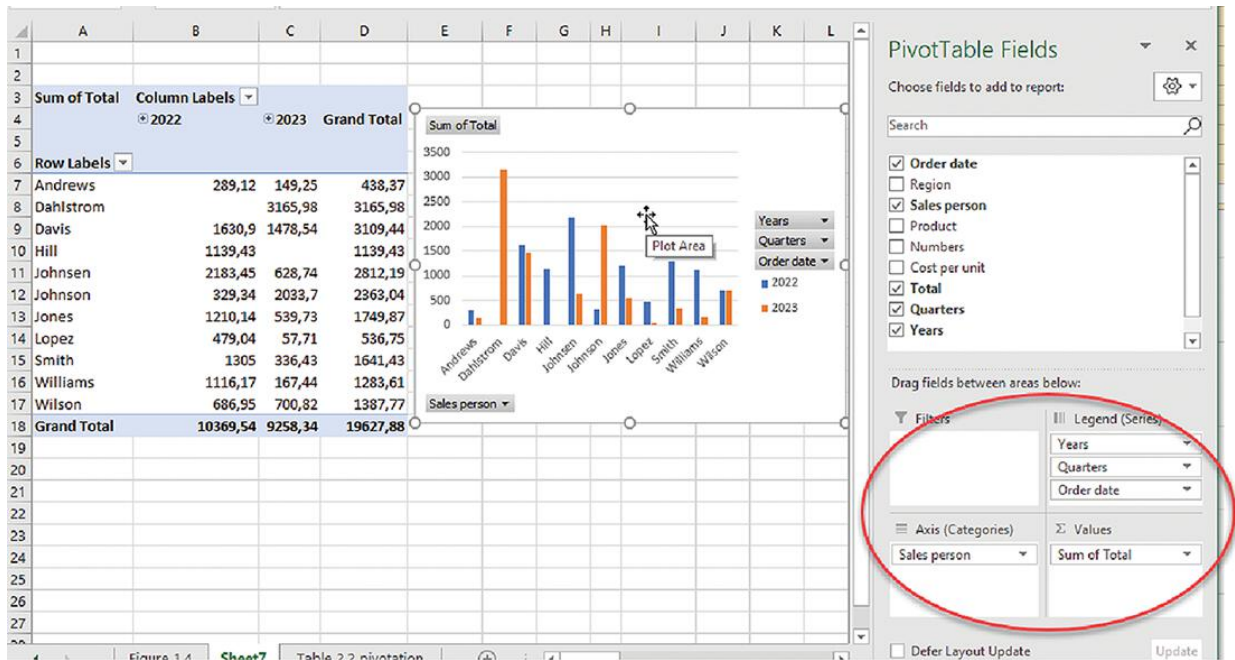 A B C D E F G H I J K L
1
2
3 Sum of Total Column Labels
4 2022 2023 Grand Total
5
6 Row Labels
7 Andrews 289,12 149,25 438,37
8 Dahlstrom 3165,98 3165,98
9 Davis 1630,9 1478,54 3109,44
10 Hill 1139,43 1139,43
11 Johnsen 2183,45 628,74 2812,19
12 Johnson 329,34 2033,7 2363,04
13 Jones 1210,14 539,73 1749,87
14 Lopez 479,04 57,71 536,75
15 Smith 1305 336,43 1641,43
16 Williams 1116,17 167,44 1283,61
17 Wilson 686,95 700,82 1387,77
18 Grand Total 10369,54 9258,34 19627,88
19
20
21
22
23
24
25
26
27
Sum of Total
3500
3000
2500
2000
1500
1000
500
0
Andrews Dahlstrom Davis Hill Johnsen Johnson Jones Lopez Smith Williams Wilson
Plot Area
Years
Quarters
Order date
2022
2023
Sales person
Figure 1.4 Sheet7 Table 2.2 pivotation
PivotTable Fields
Choose fields to add to report:
Search
Order date
Region
Sales person
Product
Numbers
Cost per unit
Total
Quarters
Years
Drag fields between areas below:
Filters
Legend (Series)
Years
Quarters
Order date
Axis (Categories)
Sales person
Σ Values
Sum of Total
Defer Layout Update Update